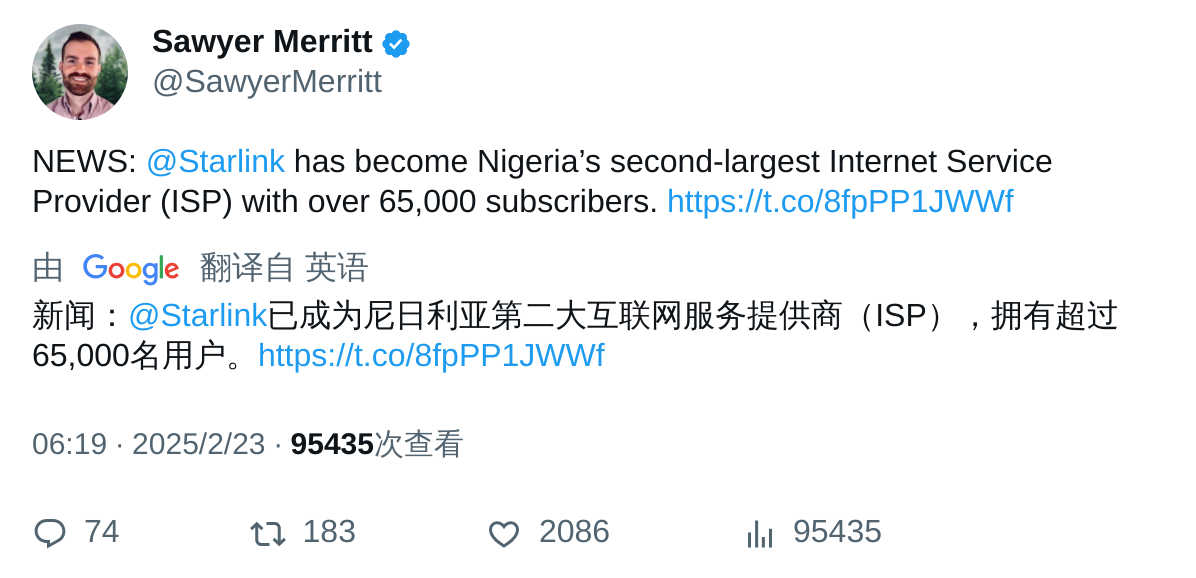 Sawyer Merritt
@SawyerMerritt
NEWS: @Starlink has become Nigeria’s second-largest Internet Service
Provider (ISP) with over 65,000 subscribers. https://t.co/8fpPP1JWWf
由 Google 翻译自 英语
新闻：@Starlink已成为尼日利亚第二大互联网服务提供商（ISP），拥有超过
65,000名用户。https://t.co/8fpPP1JWWf
06:19 · 2025/2/23 · 95435次查看
74 183 2086 95435